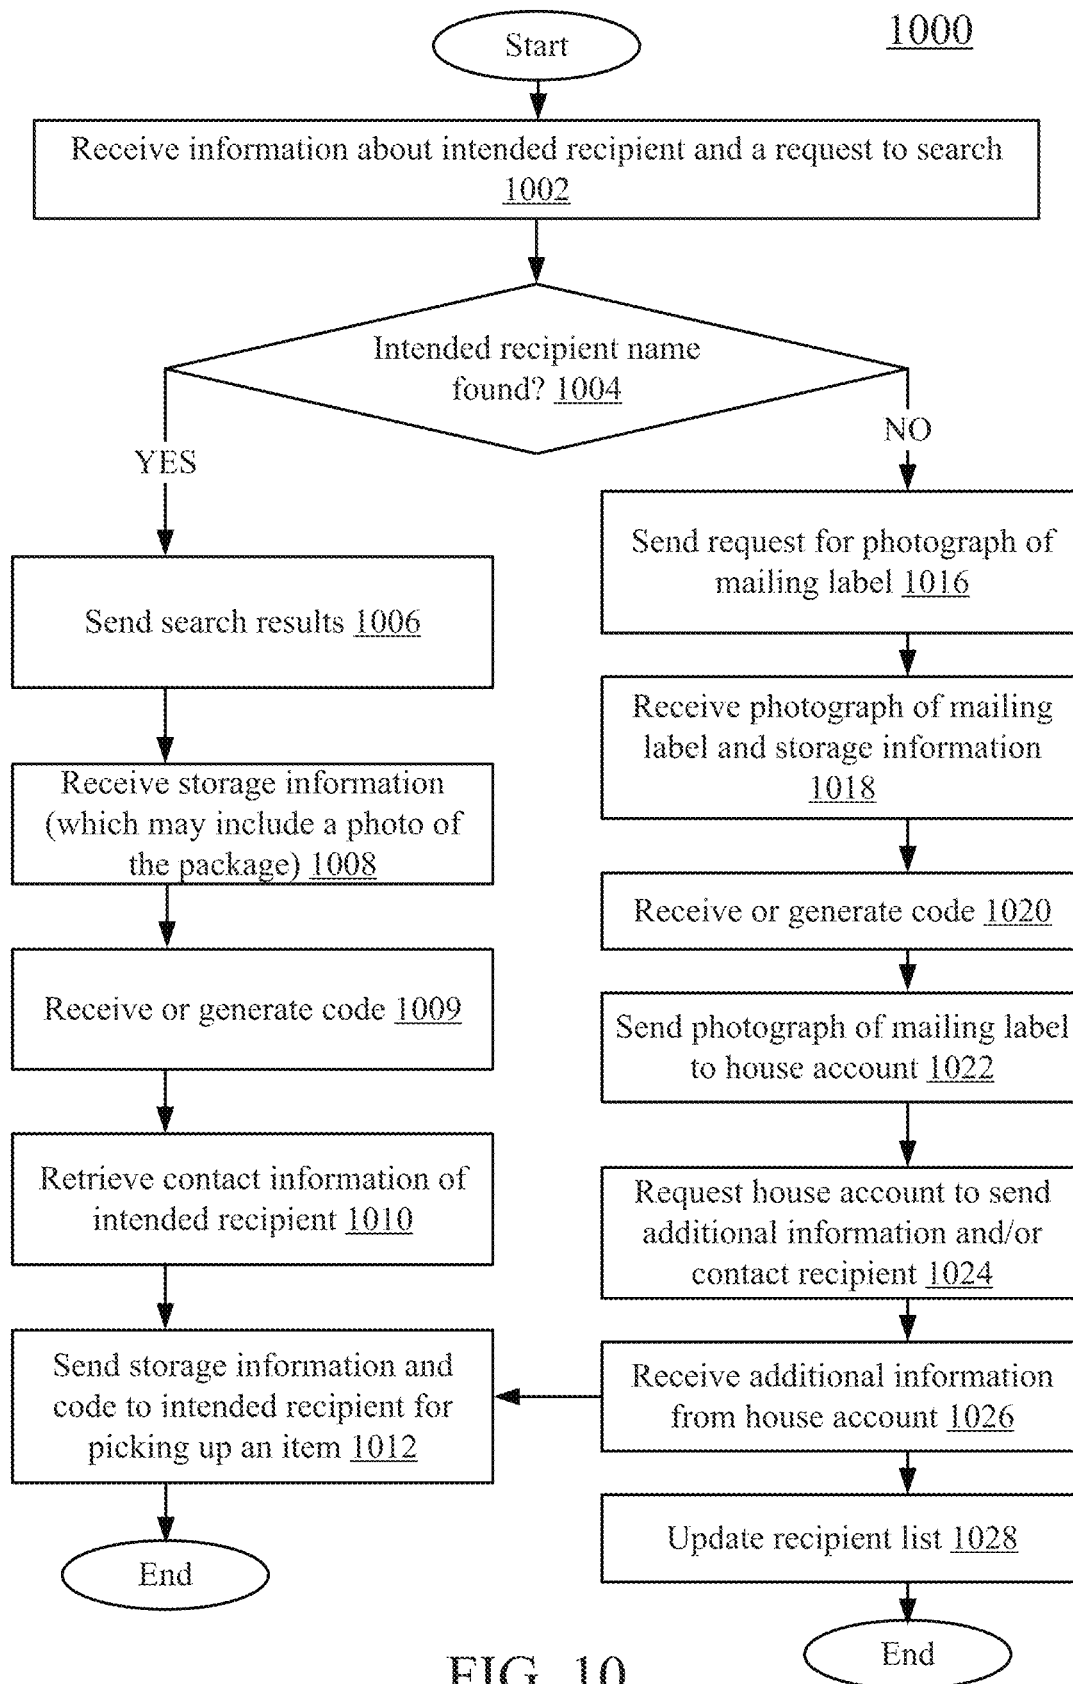 1000
Start
Receive information about intended recipient and a request to search
1002
Intended recipient name
found? 1004
YES
NO
Send search results 1006
Receive storage information
(which may include a photo of
the package) 1008
Receive or generate code 1009
Retrieve contact information of
intended recipient 1010
Send storage information and
code to intended recipient for
picking up an item 1012
End
Send request for photograph of
mailing label 1016
Receive photograph of mailing
label and storage information
1018
Receive or generate code 1020
Send photograph of mailing label
to house account 1022
Request house account to send
additional information and/or
contact recipient 1024
Receive additional information
from house account 1026
Update recipient list 1028
End
FIG. 10